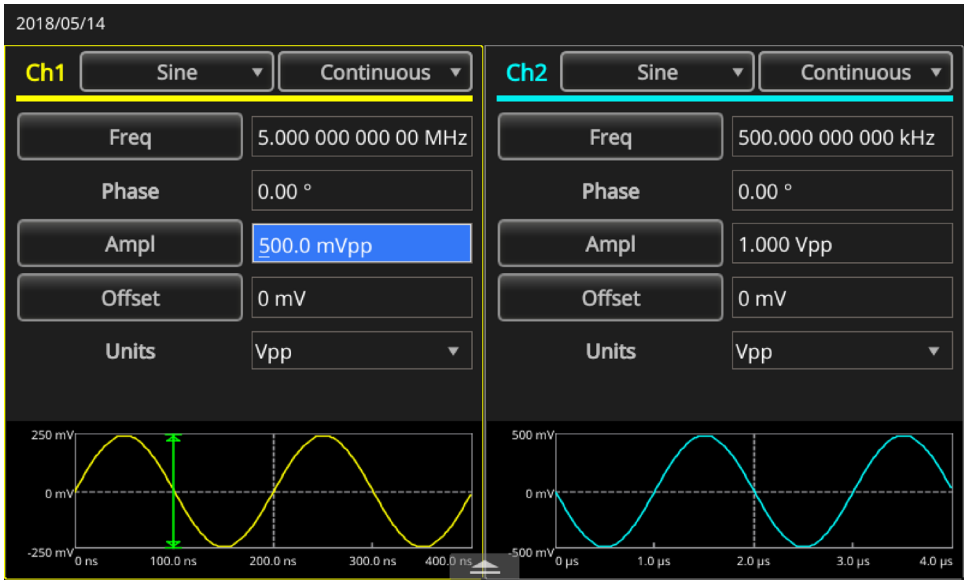 2018/05/14
Ch1 Sine Continuous
Freq 5.000 000 000 00 MHz
Phase 0.00 °
Ampl 500.0 mVpp
Offset 0 mV
Units Vpp
250 mV
0 mV
-250 mV
0 ns 100.0 ns 200.0 ns 300.0 ns 400.0 ns
Ch2 Sine Continuous
Freq 500.000 000 000 kHz
Phase 0.00 °
Ampl 1.000 Vpp
Offset 0 mV
Units Vpp
500 mV
0 mV
-500 mV
0 µs 1.0 µs 2.0 µs 3.0 µs 4.0 µs